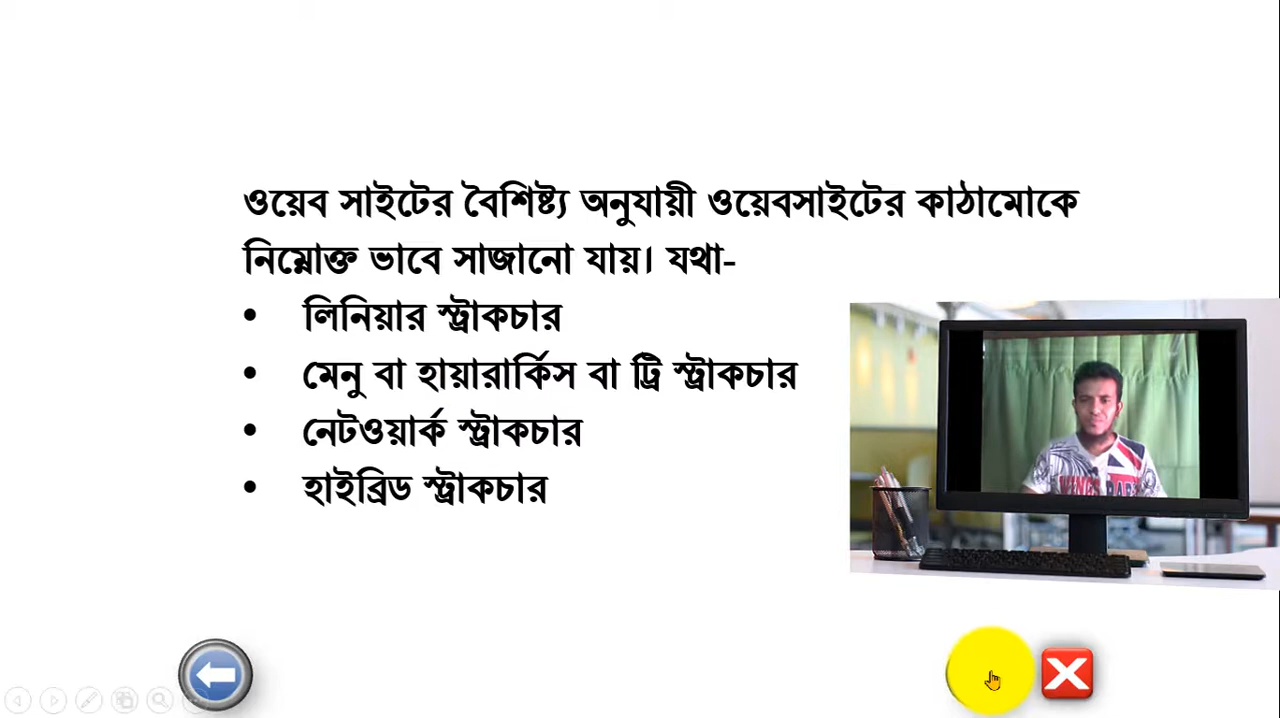 ওয়েব সাইটের বৈশিষ্ট্য অনুযায়ী ওয়েবসাইটের কাঠামোকে
নিম্নোক্ত ভাবে সাজানো যায়। যথা-
• লিনিয়ার স্ট্রাকচার
• মেনু বা হায়ারার্কিস বা ট্রি স্ট্রাকচার
• নেটওয়ার্ক স্ট্রাকচার
• হাইব্রিড স্ট্রাকচার